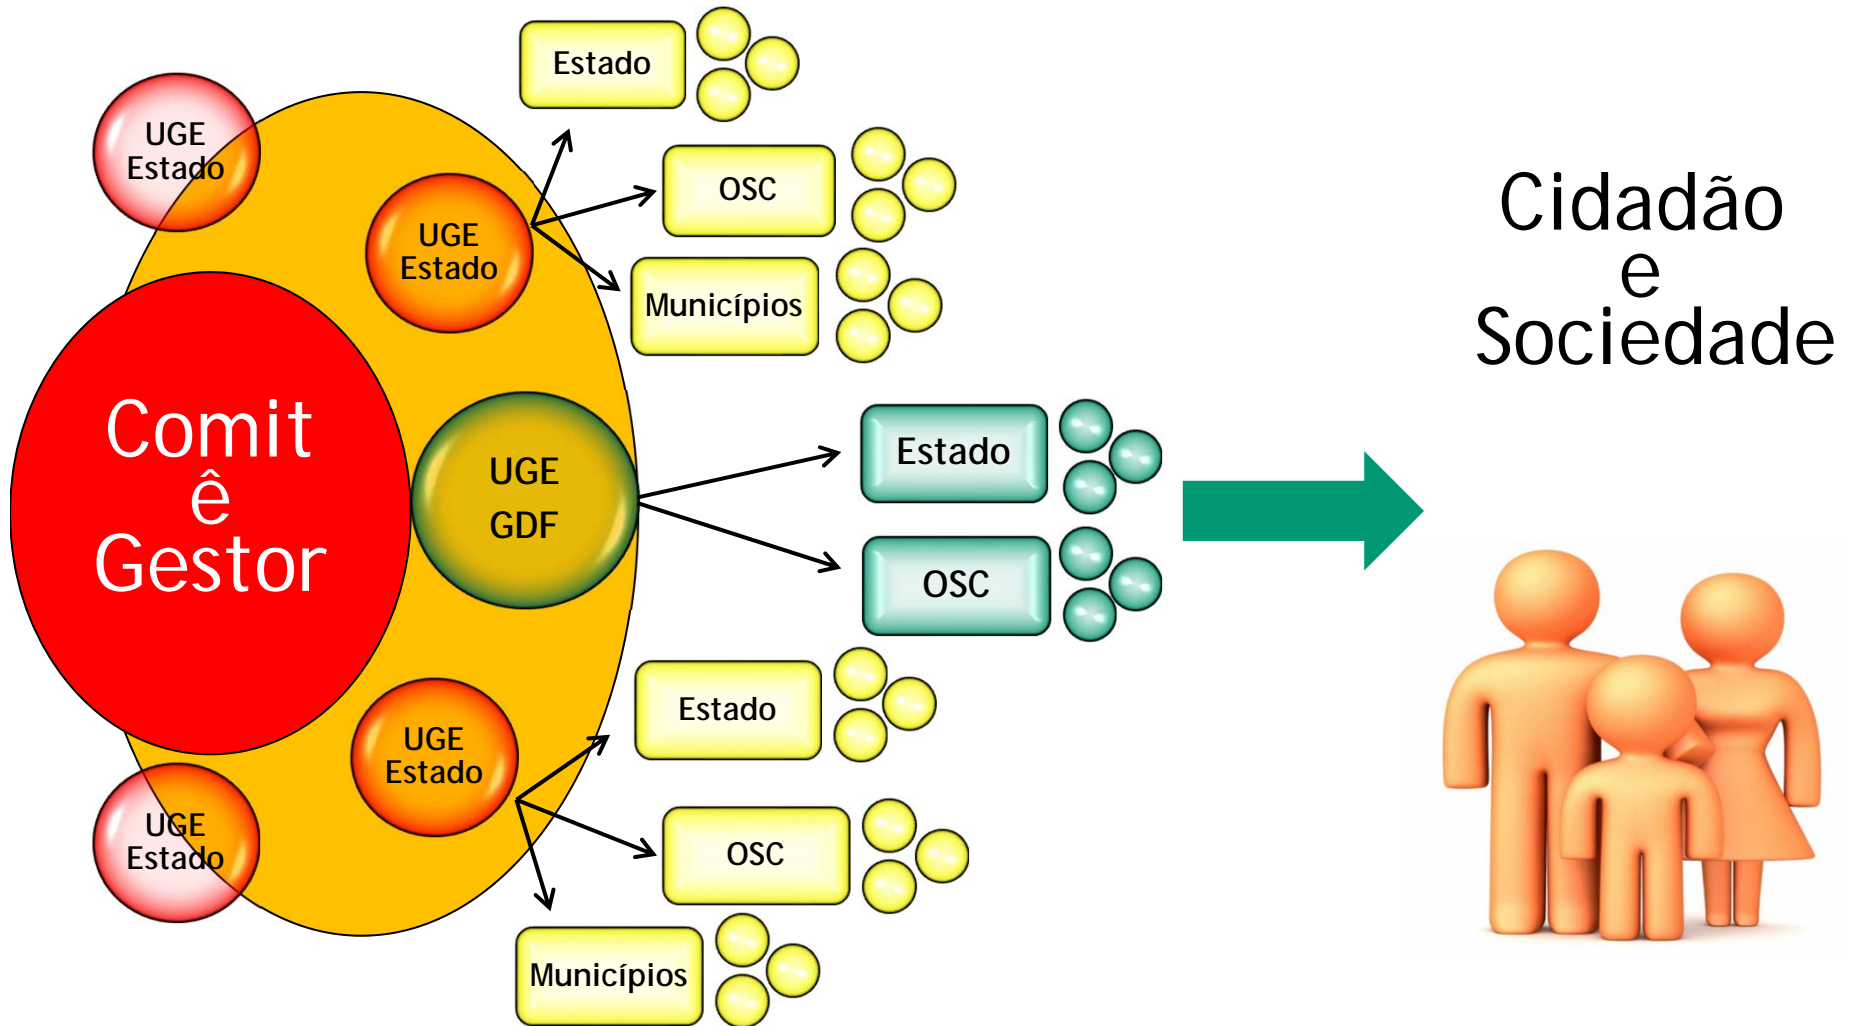 Estado
UGE
Estado
OSC
UGE
Estado
Municípios
Cidadão
e
Sociedade
Comit
ê
Gestor
UGE
GDF
Estado
OSC
Estado
UGE
Estado
UGE
Estado
OSC
Municípios